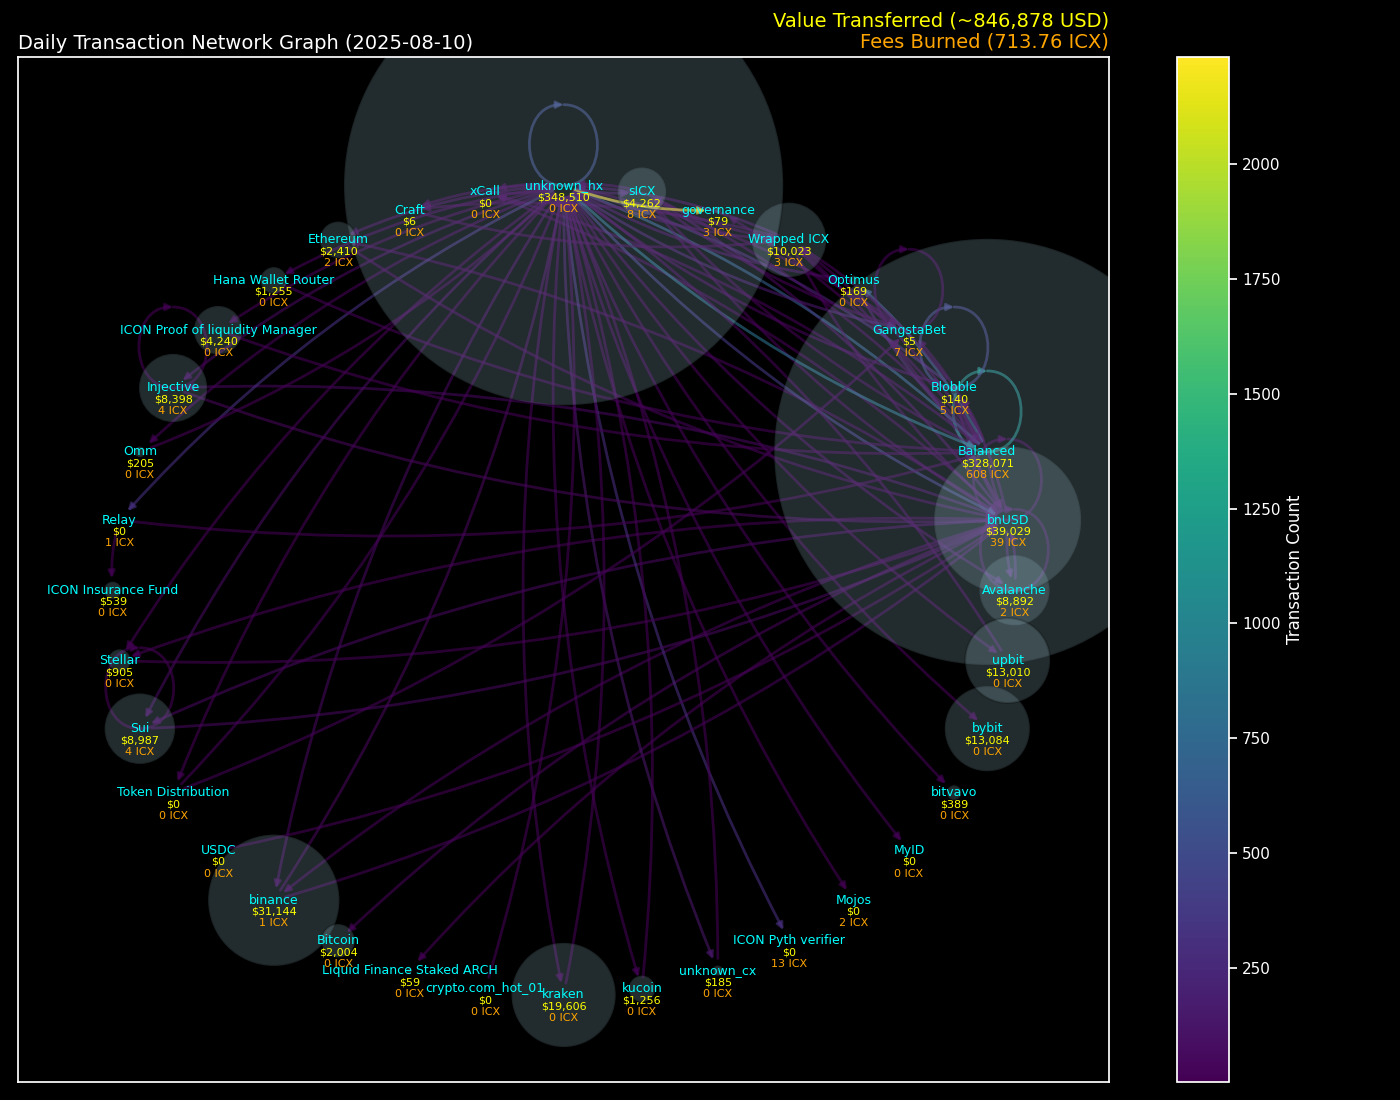 Value Transferred (~846,878 USD)
Daily Transaction Network Graph (2025-08-10)
Fees Burned (713.76 ICX)
unknown_hx
$348,510
0 ICX
xCall
$0
0 ICX
sICX
$4,262
8 ICX
Craft
$6
0 ICX
governance
$79
3 ICX
Ethereum
$2,410
2 ICX
Wrapped ICX
$10,023
3 ICX
Hana Wallet Router
$1,255
0 ICX
Optimus
$169
0 ICX
ICON Proof of liquidity Manager
$4,240
0 ICX
GangstaBet
$5
7 ICX
Injective
$8,398
4 ICX
Blobble
$140
5 ICX
Omm
$205
0 ICX
Balanced
$328,071
608 ICX
Relay
$0
1 ICX
bnUSD
$39,029
39 ICX
ICON Insurance Fund
$539
0 ICX
Avalanche
$8,892
2 ICX
Stellar
$905
0 ICX
upbit
$13,010
0 ICX
Sui
$8,987
4 ICX
bybit
$13,084
0 ICX
Token Distribution
$0
0 ICX
bitvavo
$389
0 ICX
USDC
$0
0 ICX
MyID
$0
0 ICX
binance
$31,144
1 ICX
Mojos
$0
2 ICX
Bitcoin
$2,004
0 ICX
ICON Pyth verifier
$0
13 ICX
Liquid Finance Staked ARCH
$59
0 ICX
unknown_cx
$185
0 ICX
crypto.com_hot_01
$0
0 ICX
kraken
$19,606
0 ICX
kucoin
$1,256
0 ICX
2000
1750
1500
1250
1000
750
500
250
Transaction Count